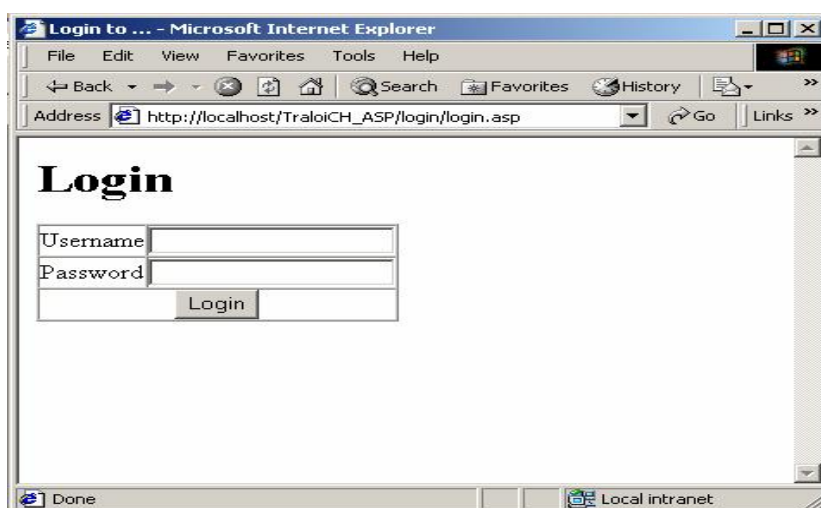 Login to ... - Microsoft Internet Explorer
File Edit View Favorites Tools Help
Back Search Favorites History »
Address http://localhost/TraloiCH_ASP/login/login.asp Go Links »
Login
Username
Password
Login
Done Local intranet